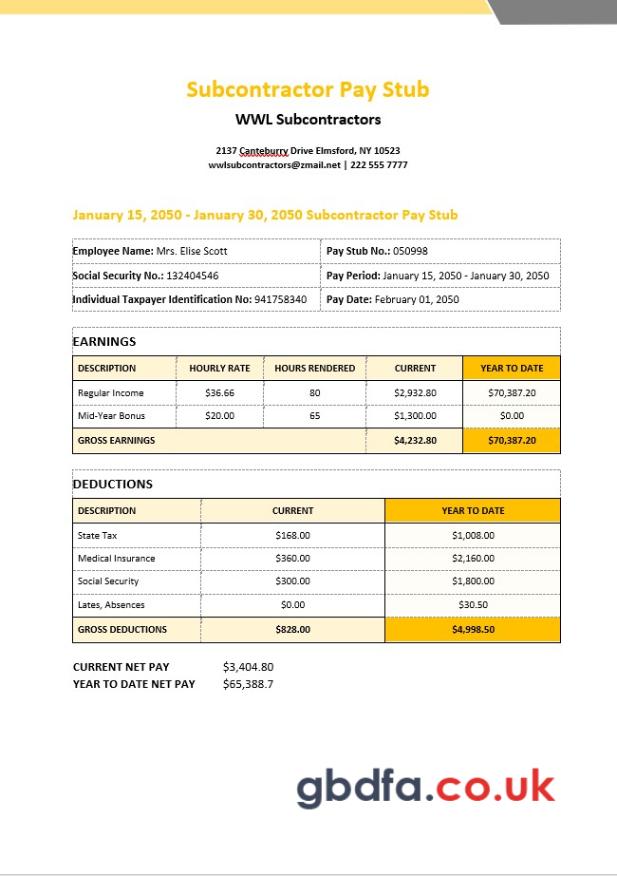 Subcontractor Pay Stub
WWL Subcontractors
2137 Canteburry Drive Elmsford, NY 10523
wwlsubcontractors@zmail.net | 222 555 7777
January 15, 2050 - January 30, 2050 Subcontractor Pay Stub
Employee Name: Mrs. Elise Scott Pay Stub No.: 050998
Social Security No.: 132404546 Pay Period: January 15, 2050 - January 30, 2050
Individual Taxpayer Identification No: 941758340 Pay Date: February 01, 2050
EARNINGS
DESCRIPTION HOURLY RATE HOURS RENDERED CURRENT YEAR TO DATE
Regular Income $36.66 80 $2,932.80 $70,387.20
Mid-Year Bonus $20.00 65 $1,300.00 $0.00
GROSS EARNINGS $4,232.80 $70,387.20
DEDUCTIONS
DESCRIPTION CURRENT YEAR TO DATE
State Tax $168.00 $1,008.00
Medical Insurance $360.00 $2,160.00
Social Security $300.00 $1,800.00
Lates, Absences $0.00 $30.50
GROSS DEDUCTIONS $828.00 $4,998.50
CURRENT NET PAY $3,404.80
YEAR TO DATE NET PAY $65,388.7
gbdfa.co.uk